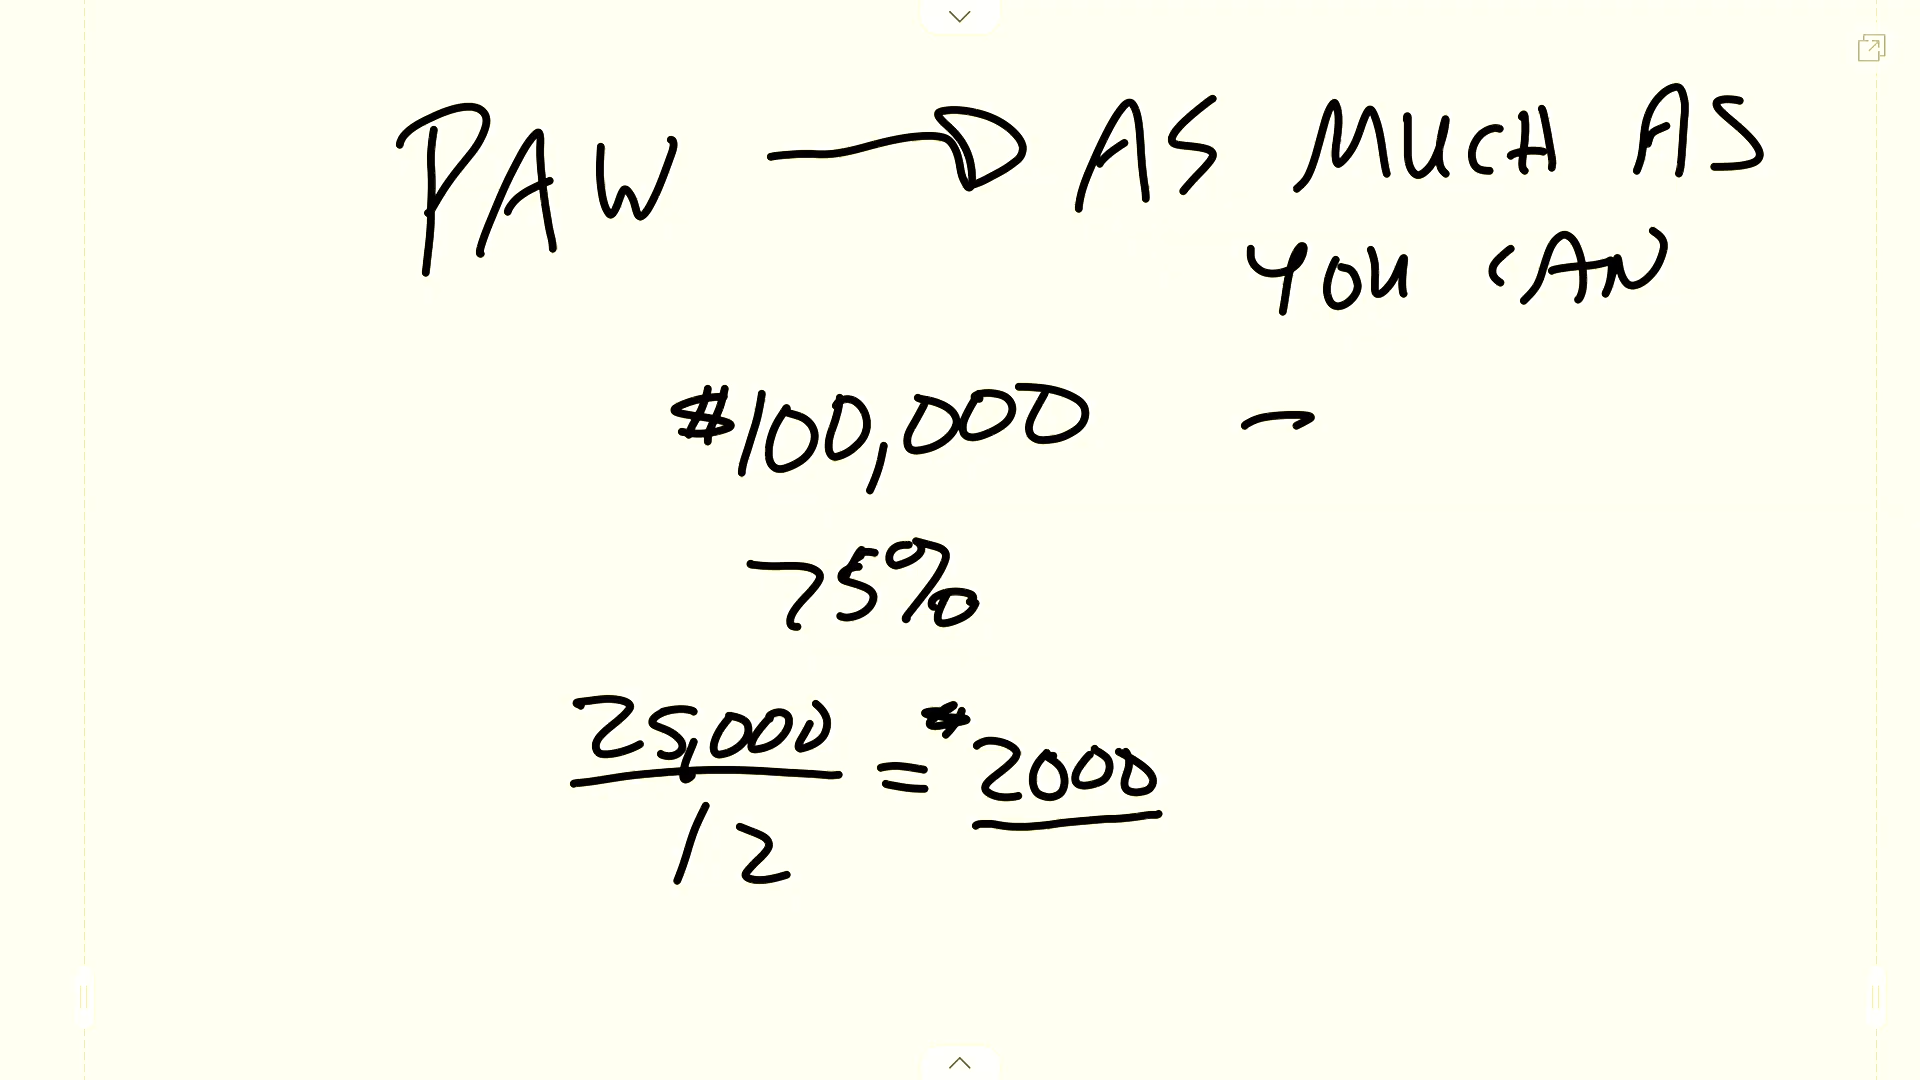 PAW → AS MUCH AS
YOU CAN
$100,000 -
75%
25,000
12
= $2000